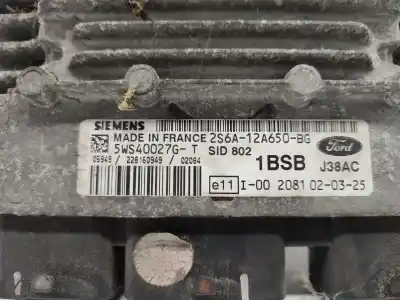 SIEMENS
MADE IN FRANCE 2S6A-12A650-BG
5WS40027G-T SID 802
Ford
05949 / 228160949 / 02084
1BSB J38AC
e11 I-00 2081 02-03-25